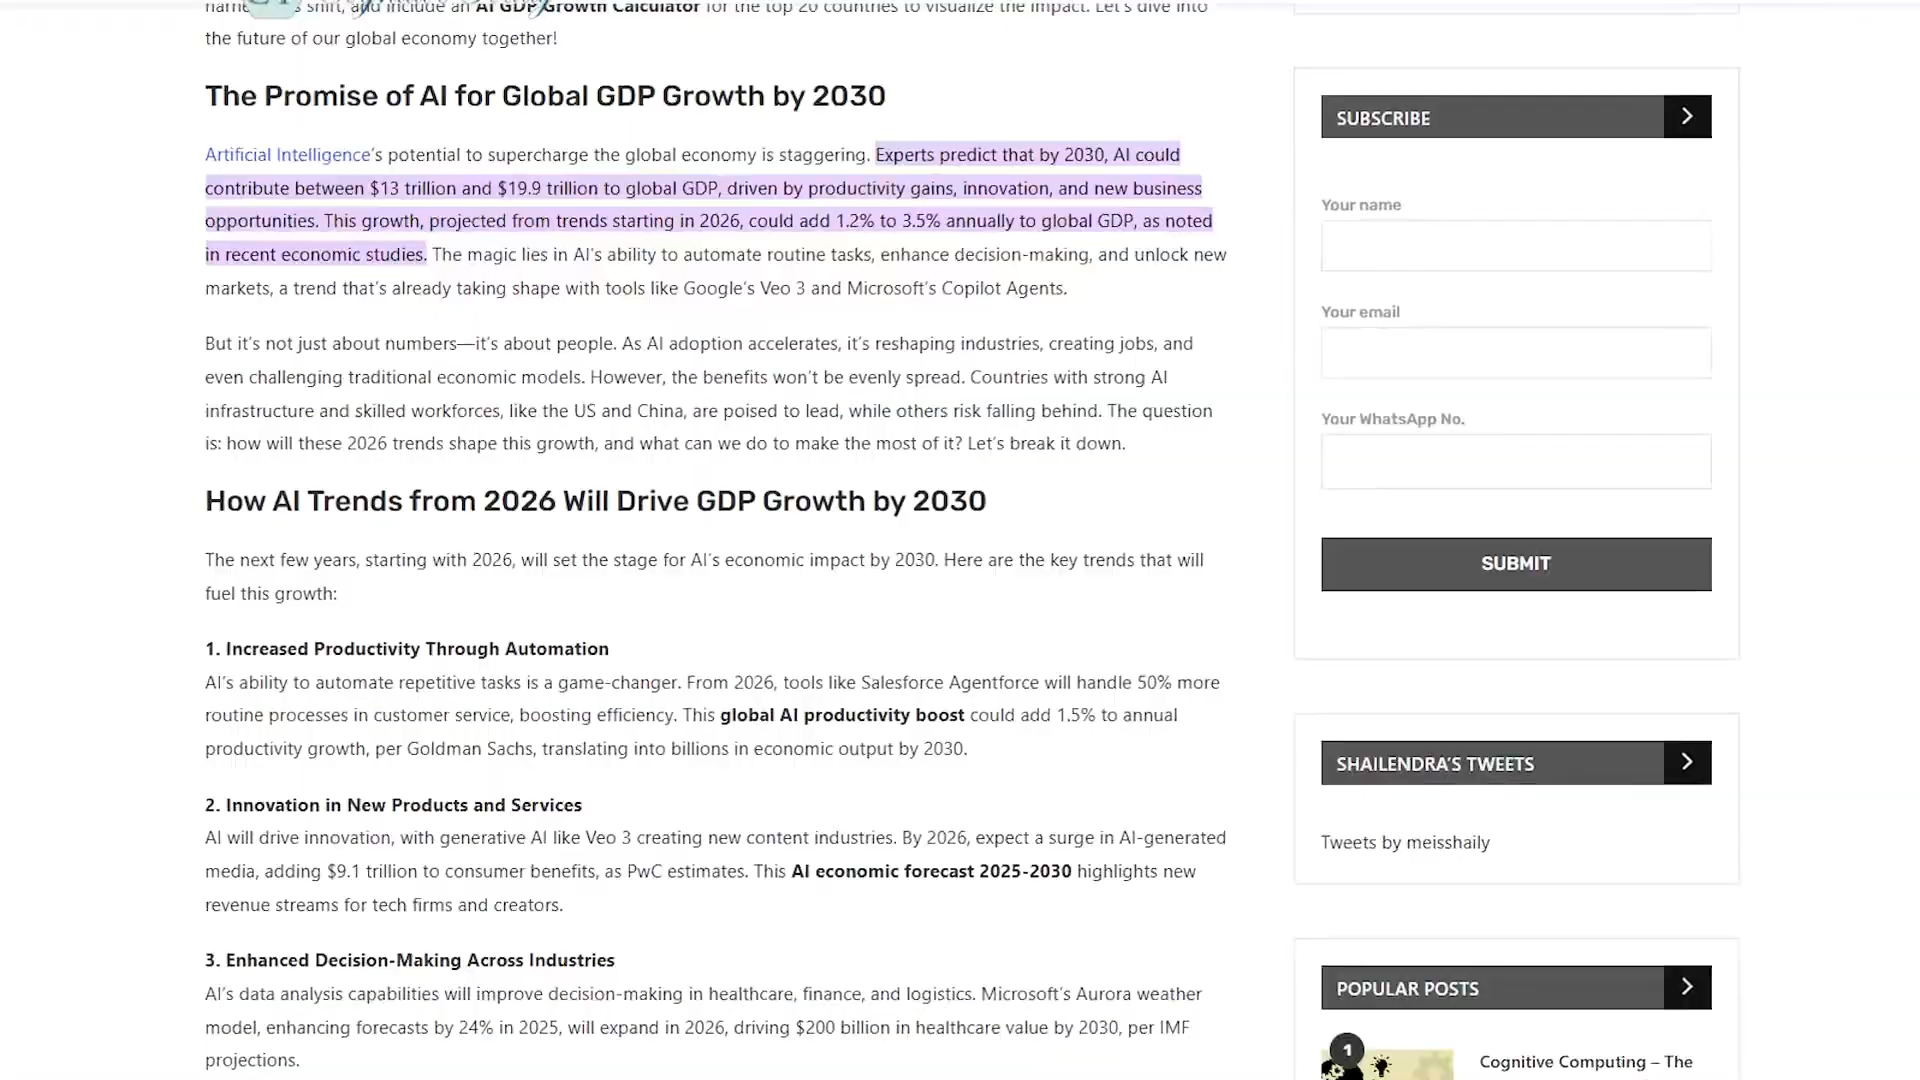 shift, and include an AI GDP Growth Calculator for the top 20 countries to visualize the impact. Let's dive into
the future of our global economy together!
The Promise of AI for Global GDP Growth by 2030
Artificial Intelligence's potential to supercharge the global economy is staggering. Experts predict that by 2030, AI could
contribute between $13 trillion and $19.9 trillion to global GDP, driven by productivity gains, innovation, and new business
opportunities. This growth, projected from trends starting in 2026, could add 1.2% to 3.5% annually to global GDP, as noted
in recent economic studies. The magic lies in AI's ability to automate routine tasks, enhance decision-making, and unlock new
markets, a trend that's already taking shape with tools like Google's Veo 3 and Microsoft's Copilot Agents.
But it's not just about numbers—it's about people. As AI adoption accelerates, it's reshaping industries, creating jobs, and
even challenging traditional economic models. However, the benefits won't be evenly spread. Countries with strong AI
infrastructure and skilled workforces, like the US and China, are poised to lead, while others risk falling behind. The question
is: how will these 2026 trends shape this growth, and what can we do to make the most of it? Let's break it down.
How AI Trends from 2026 Will Drive GDP Growth by 2030
The next few years, starting with 2026, will set the stage for AI's economic impact by 2030. Here are the key trends that will
fuel this growth:
1. Increased Productivity Through Automation
AI's ability to automate repetitive tasks is a game-changer. From 2026, tools like Salesforce Agentforce will handle 50% more
routine processes in customer service, boosting efficiency. This global AI productivity boost could add 1.5% to annual
productivity growth, per Goldman Sachs, translating into billions in economic output by 2030.
2. Innovation in New Products and Services
AI will drive innovation, with generative AI like Veo 3 creating new content industries. By 2026, expect a surge in AI-generated
media, adding $9.1 trillion to consumer benefits, as PwC estimates. This AI economic forecast 2025-2030 highlights new
revenue streams for tech firms and creators.
3. Enhanced Decision-Making Across Industries
AI's data analysis capabilities will improve decision-making in healthcare, finance, and logistics. Microsoft's Aurora weather
model, enhancing forecasts by 24% in 2025, will expand in 2026, driving $200 billion in healthcare value by 2030, per IMF
projections.
SUBSCRIBE
Your name
Your email
Your WhatsApp No.
SUBMIT
SHAILENDRA'S TWEETS
Tweets by meisshaily
POPULAR POSTS
1
Cognitive Computing – The